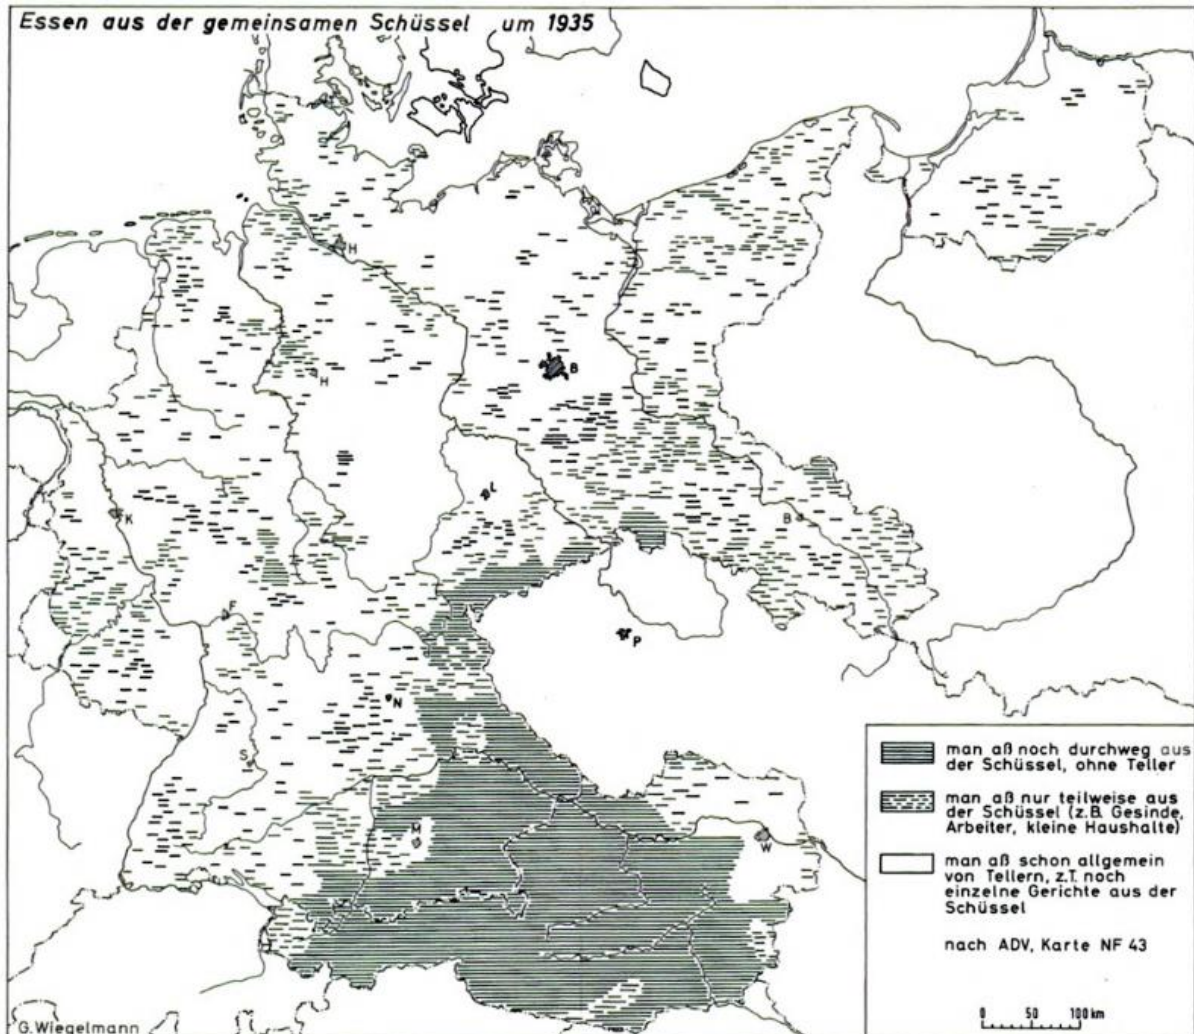 Essen aus der gemeinsamen Schüssel um 1935
H
B
H
L
K
B
F
P
N
S
M
W
man aß noch durchweg aus
der Schüssel, ohne Teller
man aß nur teilweise aus
der Schüssel (z.B. Gesinde,
Arbeiter, kleine Haushalte)
man aß schon allgemein
von Tellern, z.T. noch
einzelne Gerichte aus der
Schüssel
nach ADV, Karte NF 43
0 50 100 km
G. Wiegelmann